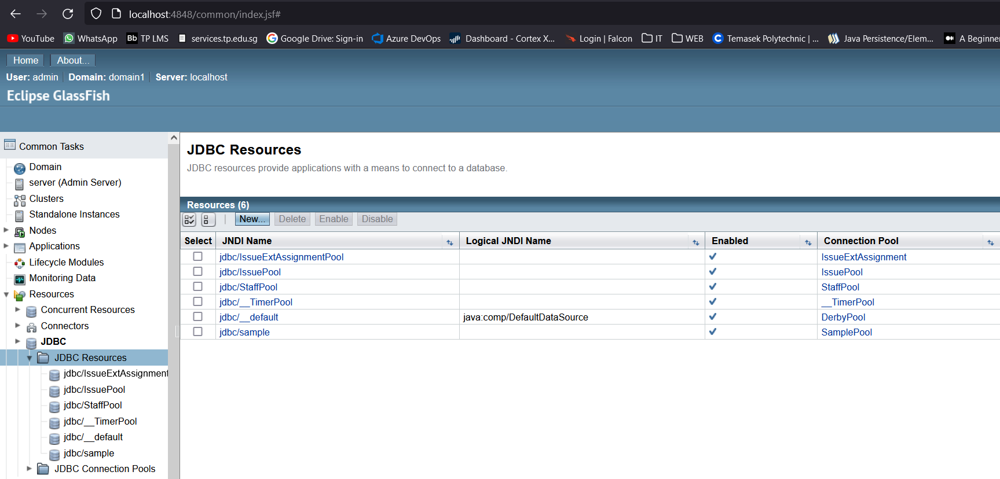 localhost:4848/common/index.jsf#
YouTube WhatsApp Bb TP LMS services.tp.edu.sg Google Drive: Sign-in Azure DevOps Dashboard - Cortex X... Login | Falcon IT WEB Temasek Polytechnic | ... Java Persistence/Elem... A Beginner
Home About...
User: admin Domain: domain1 Server: localhost
Eclipse GlassFish
Common Tasks
Domain
server (Admin Server)
Clusters
Standalone Instances
Nodes
Applications
Lifecycle Modules
Monitoring Data
Resources
Concurrent Resources
Connectors
JDBC
JDBC Resources
jdbc/IssueExtAssignment
jdbc/IssuePool
jdbc/StaffPool
jdbc/__TimerPool
jdbc/__default
jdbc/sample
JDBC Connection Pools
JDBC Resources
JDBC resources provide applications with a means to connect to a database.
Resources (6)
New... Delete Enable Disable
Select JNDI Name Logical JNDI Name Enabled Connection Pool
jdbc/IssueExtAssignmentPool IssueExtAssignment
jdbc/IssuePool IssuePool
jdbc/StaffPool StaffPool
jdbc/__TimerPool __TimerPool
jdbc/__default java:comp/DefaultDataSource DerbyPool
jdbc/sample SamplePool